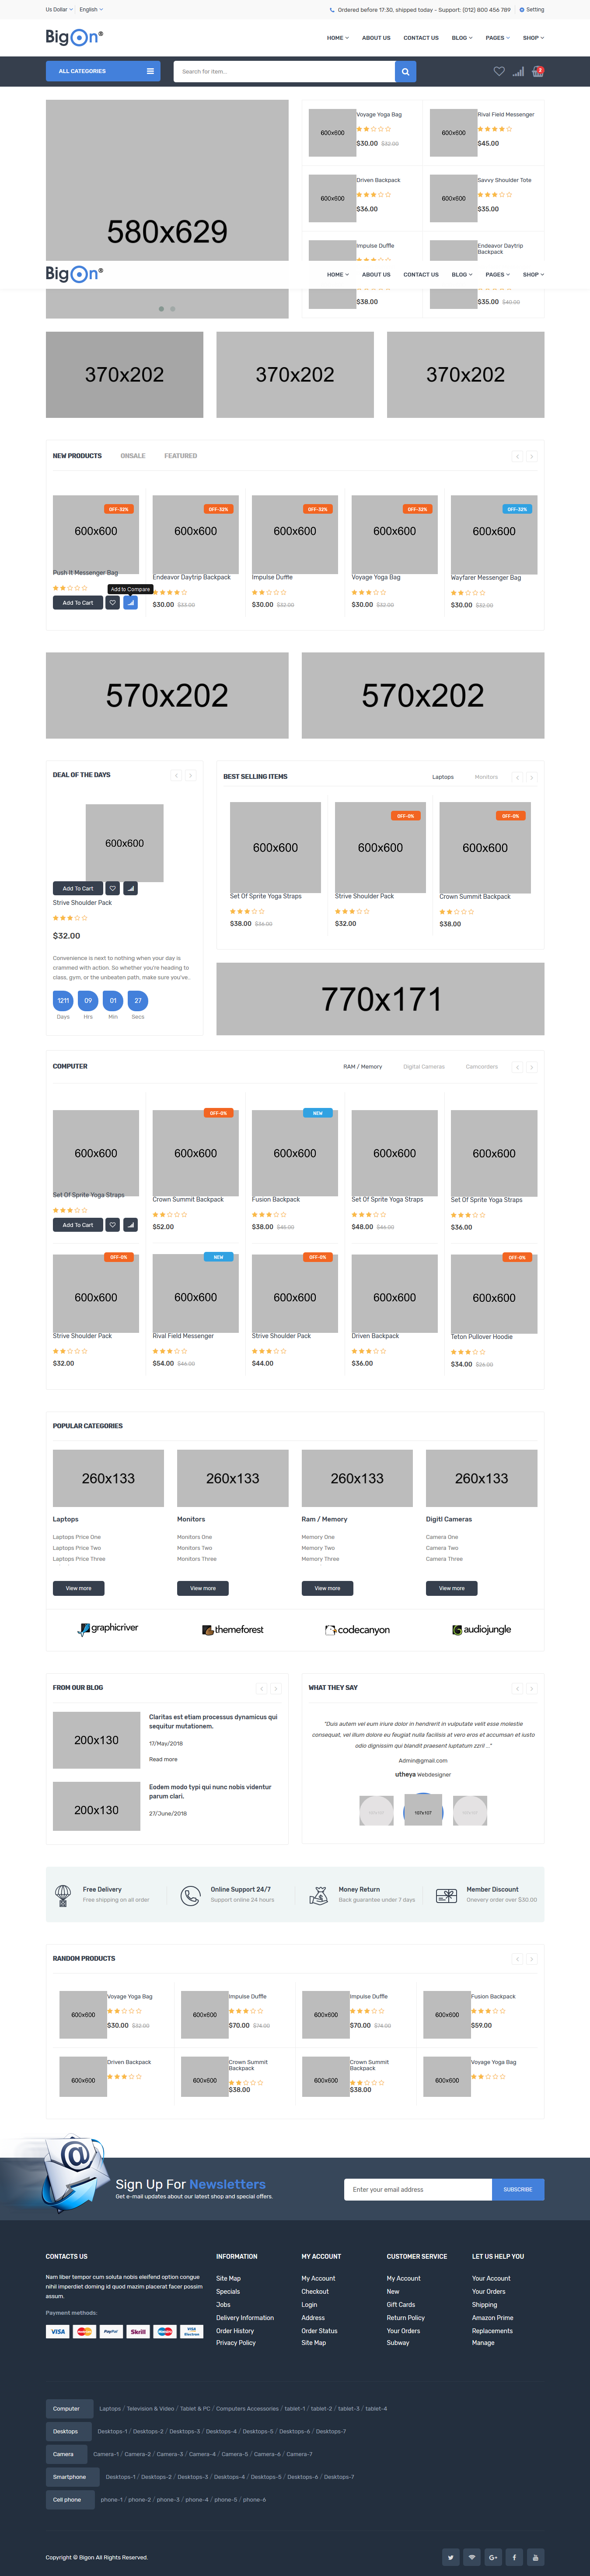 Us Dollar English Ordered before 17:30, shipped today - Support: (012) 800 456 789 Setting
BigOn®
HOME ABOUT US CONTACT US BLOG PAGES SHOP
ALL CATEGORIES Search for item...
580x629
600x600 Voyage Yoga Bag $30.00 $32.00
600x600 Rival Field Messenger $45.00
600x600 Driven Backpack $36.00
600x600 Savvy Shoulder Tote $35.00
600x600 Impulse Duffle
600x600 Endeavor Daytrip Backpack
BigOn®
HOME ABOUT US CONTACT US BLOG PAGES SHOP
$38.00 $35.00 $40.00
370x202 370x202 370x202
NEW PRODUCTS ONSALE FEATURED
OFF-32% OFF-32% OFF-32% OFF-32% OFF-32%
600x600 600x600 600x600 600x600 600x600
Push It Messenger Bag Endeavor Daytrip Backpack Impulse Duffle Voyage Yoga Bag Wayfarer Messenger Bag
Add to Compare
Add To Cart $30.00 $33.00 $30.00 $32.00 $30.00 $32.00 $30.00 $32.00
570x202 570x202
DEAL OF THE DAYS
600x600
Add To Cart
Strive Shoulder Pack
$32.00
Convenience is next to nothing when your day is
crammed with action. So whether you're heading to
class, gym, or the unbeaten path, make sure you've..
1211 09 01 27
Days Hrs Min Secs
BEST SELLING ITEMS Laptops Monitors
OFF-0% OFF-0%
600x600 600x600 600x600
Set Of Sprite Yoga Straps Strive Shoulder Pack Crown Summit Backpack
$38.00 $36.00 $32.00 $38.00
770x171
COMPUTER RAM / Memory Digital Cameras Camcorders
OFF-0% NEW
600x600 600x600 600x600 600x600 600x600
Set Of Sprite Yoga Straps Crown Summit Backpack Fusion Backpack Set Of Sprite Yoga Straps Set Of Sprite Yoga Straps
Add To Cart $52.00 $38.00 $45.00 $48.00 $46.00 $36.00
OFF-0% NEW OFF-0% OFF-0%
600x600 600x600 600x600 600x600 600x600
Strive Shoulder Pack Rival Field Messenger Strive Shoulder Pack Driven Backpack Teton Pullover Hoodie
$32.00 $54.00 $46.00 $44.00 $36.00 $34.00 $26.00
POPULAR CATEGORIES
260x133 260x133 260x133 260x133
Laptops Monitors Ram / Memory Digitl Cameras
Laptops Price One Monitors One Memory One Camera One
Laptops Price Two Monitors Two Memory Two Camera Two
Laptops Price Three Monitors Three Memory Three Camera Three
View more View more View more View more
graphicriver themeforest codecanyon audiojungle
FROM OUR BLOG
200x130
Claritas est etiam processus dynamicus qui
sequitur mutationem.
17/May/2018
Read more
200x130
Eodem modo typi qui nunc nobis videntur
parum clari.
27/June/2018
WHAT THEY SAY
"Duis autem vel eum iriure dolor in hendrerit in vulputate velit esse molestie
consequat, vel illum dolore eu feugiat nulla facilisis at vero eros et accumsan et iusto
odio dignissim qui blandit praesent luptatum zzril ..."
Admin@gmail.com
utheya Webdesigner
107x107
Free Delivery Online Support 24/7 Money Return Member Discount
Free shipping on all order Support online 24 hours Back guarantee under 7 days Onevery order over $30.00
RANDOM PRODUCTS
600x600 Voyage Yoga Bag $30.00 $32.00
600x600 Impulse Duffle $70.00 $74.00
600x600 Impulse Duffle $70.00 $74.00
600x600 Fusion Backpack $59.00
600x600 Driven Backpack
600x600 Crown Summit Backpack $38.00
600x600 Crown Summit Backpack $38.00
600x600 Voyage Yoga Bag
Sign Up For Newsletters
Get e-mail updates about our latest shop and special offers.
Enter your email address SUBSCRIBE
CONTACTS US
Nam liber tempor cum soluta nobis eleifend option congue
nihil imperdiet doming id quod mazim placerat facer possim
assum.
Payment methods:
VISA MasterCard PayPal Skrill Maestro VISA Electron
INFORMATION
Site Map
Specials
Jobs
Delivery Information
Order History
Privacy Policy
MY ACCOUNT
My Account
Checkout
Login
Address
Order Status
Site Map
CUSTOMER SERVICE
My Account
New
Gift Cards
Return Policy
Your Orders
Subway
LET US HELP YOU
Your Account
Your Orders
Shipping
Amazon Prime
Replacements
Manage
Computer Laptops / Television & Video / Tablet & PC / Computers Accessories / tablet-1 / tablet-2 / tablet-3 / tablet-4
Desktops Desktops-1 / Desktops-2 / Desktops-3 / Desktops-4 / Desktops-5 / Desktops-6 / Desktops-7
Camera Camera-1 / Camera-2 / Camera-3 / Camera-4 / Camera-5 / Camera-6 / Camera-7
Smartphone Desktops-1 / Desktops-2 / Desktops-3 / Desktops-4 / Desktops-5 / Desktops-6 / Desktops-7
Cell phone phone-1 / phone-2 / phone-3 / phone-4 / phone-5 / phone-6
Copyright © Bigon All Rights Reserved.